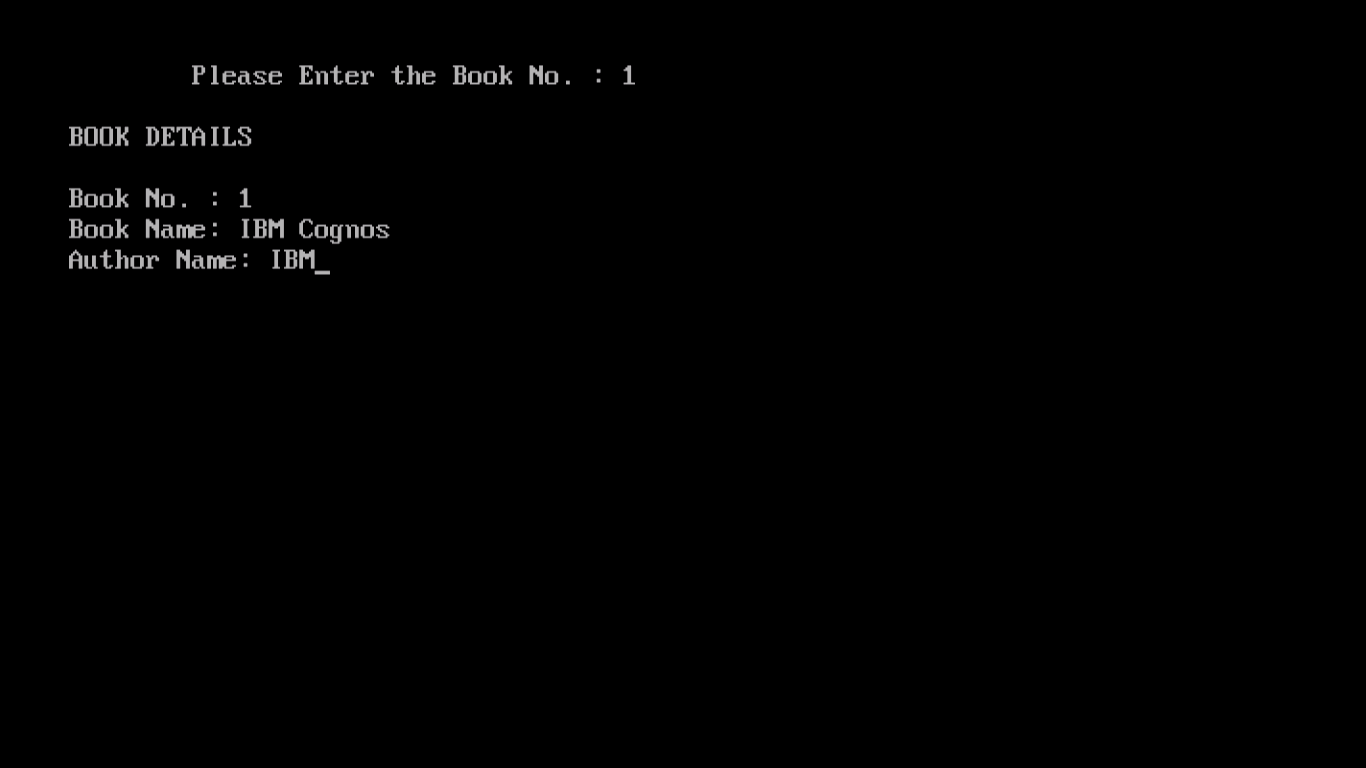 Please Enter the Book No. : 1
BOOK DETAILS
Book No. : 1
Book Name: IBM Cognos
Author Name: IBM_